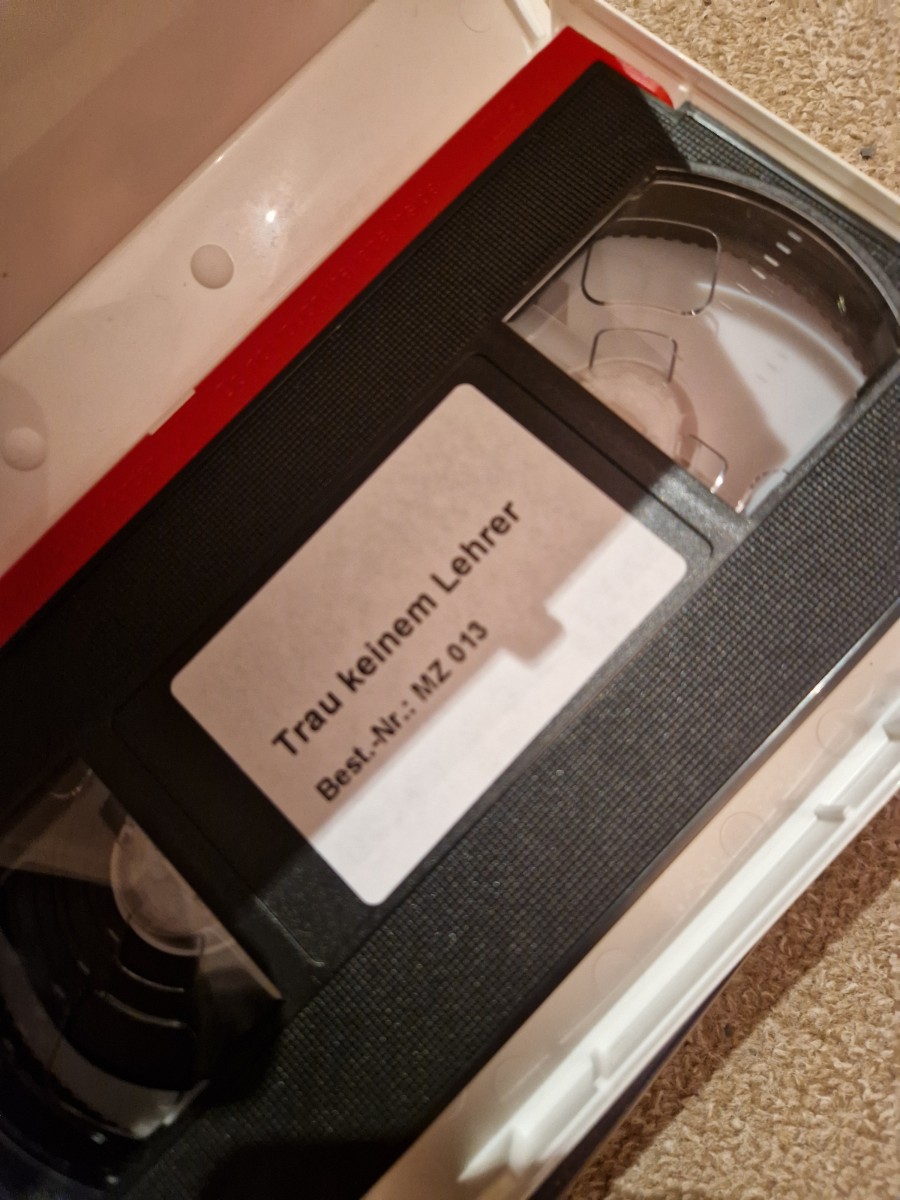 Trau keinem Lehrer
Best.-Nr.: MZ 013